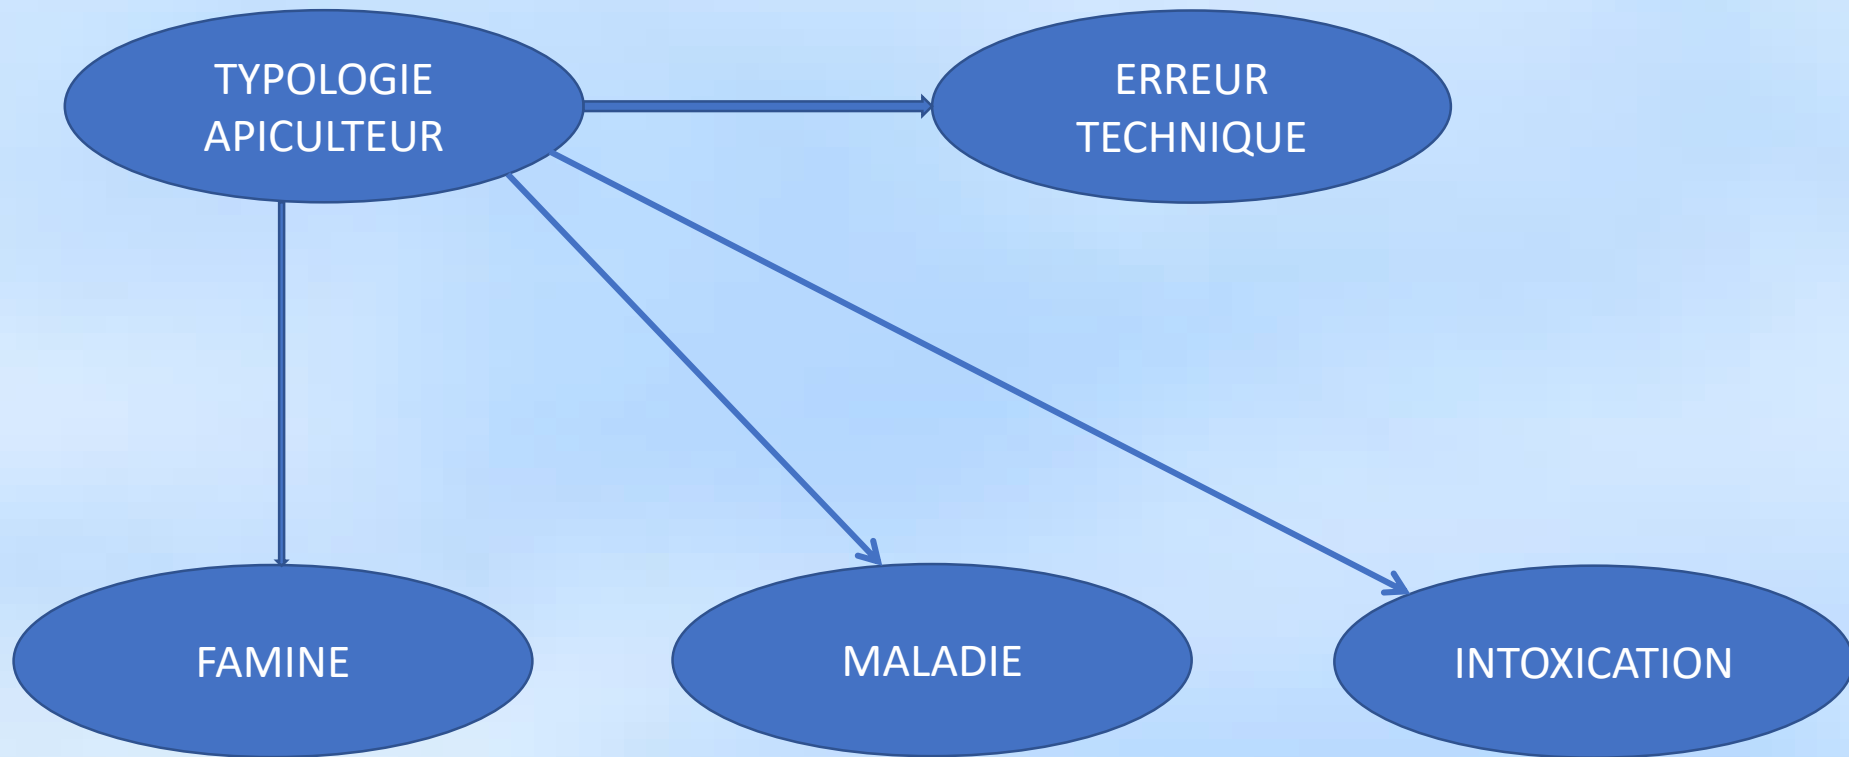 TYPOLOGIE
APICULTEUR
ERREUR
TECHNIQUE
FAMINE
MALADIE
INTOXICATION